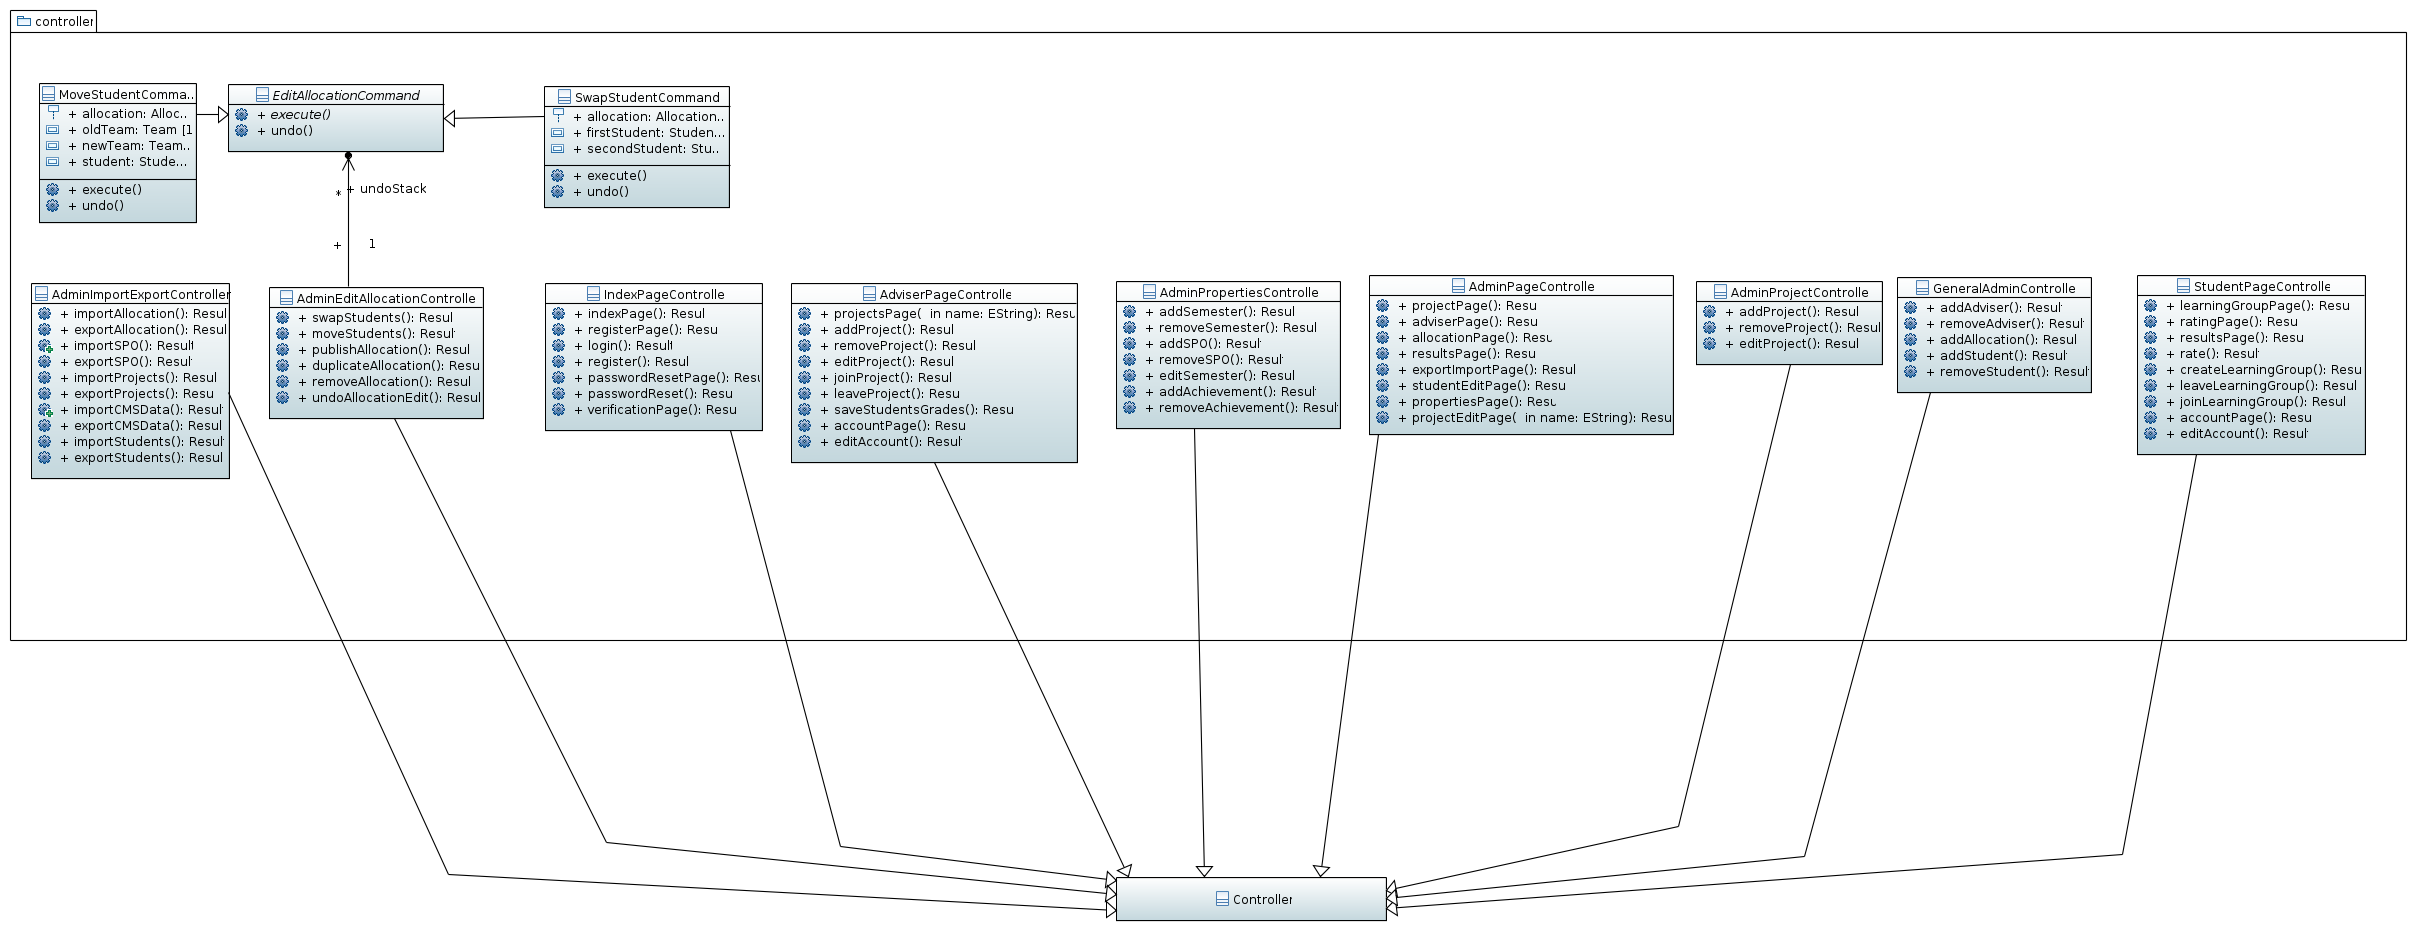 controller
MoveStudentComma..
+ allocation: Alloc..
+ oldTeam: Team [1
+ newTeam: Team..
+ student: Stude...
+ execute()
+ undo()
EditAllocationCommand
+ execute()
+ undo()
SwapStudentCommand
+ allocation: Allocation..
+ firstStudent: Studen...
+ secondStudent: Stu..
+ execute()
+ undo()
* + undoStack
+ 1
AdminImportExportController
+ importAllocation(): Resul
+ exportAllocation(): Resul
+ importSPO(): Result
+ exportSPO(): Resul
+ importProjects(): Resul
+ exportProjects(): Resu
+ importCMSData(): Resul
+ exportCMSData(): Resul
+ importStudents(): Resul
+ exportStudents(): Resul
AdminEditAllocationControlle
+ swapStudents(): Resul
+ moveStudents(): Resul
+ publishAllocation(): Resul
+ duplicateAllocation(): Resu
+ removeAllocation(): Resul
+ undoAllocationEdit(): Resul
IndexPageControlle
+ indexPage(): Resul
+ registerPage(): Resu
+ login(): Result
+ register(): Resul
+ passwordResetPage(): Resu
+ passwordReset(): Resu
+ verificationPage(): Resu
AdviserPageControlle
+ projectsPage( in name: EString): Resu
+ addProject(): Resul
+ removeProject(): Resul
+ editProject(): Resul
+ joinProject(): Resul
+ leaveProject(): Resu
+ saveStudentsGrades(): Resu
+ accountPage(): Resu
+ editAccount(): Resul
AdminPropertiesControlle
+ addSemester(): Resul
+ removeSemester(): Resul
+ addSPO(): Resul
+ removeSPO(): Resul
+ editSemester(): Resul
+ addAchievement(): Resul
+ removeAchievement(): Resul
AdminPageControlle
+ projectPage(): Resu
+ adviserPage(): Resu
+ allocationPage(): Resu
+ resultsPage(): Resu
+ exportImportPage(): Resu
+ studentEditPage(): Resu
+ propertiesPage(): Resu
+ projectEditPage( in name: EString): Resu
AdminProjectControlle
+ addProject(): Resul
+ removeProject(): Resul
+ editProject(): Resul
GeneralAdminControlle
+ addAdviser(): Resul
+ removeAdviser(): Resul
+ addAllocation(): Resul
+ addStudent(): Resul
+ removeStudent(): Resul
StudentPageControlle
+ learningGroupPage(): Resu
+ ratingPage(): Resu
+ resultsPage(): Resu
+ rate(): Resul
+ createLearningGroup(): Resu
+ leaveLearningGroup(): Resul
+ joinLearningGroup(): Resul
+ accountPage(): Resu
+ editAccount(): Resul
Controller